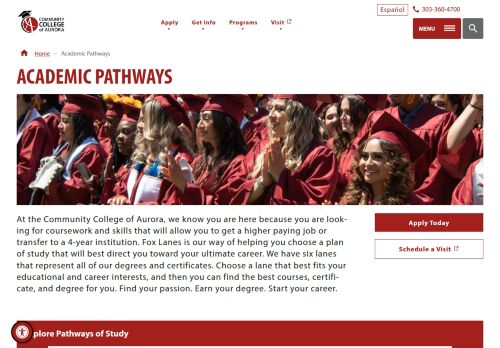 Español
303-360-4700
COMMUNITY
COLLEGE
of AURORA
Apply
Get Info
Programs
Visit
MENU
Home
Academic Pathways
ACADEMIC PATHWAYS
At the Community College of Aurora, we know you are here because you are look-
ing for coursework and skills that will allow you to get a higher paying job or
transfer to a 4-year institution. Fox Lanes is our way of helping you choose a plan
of study that will best direct you toward your ultimate career. We have six lanes
that represent all of our degrees and certificates. Choose a lane that best fits your
educational and career interests, and then you can find the best courses, certifi-
cate, and degree for you. Find your passion. Earn your degree. Start your career.
Apply Today
Schedule a Visit
plore Pathways of Study